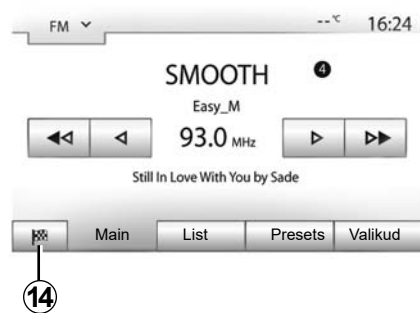 FM --°C 16:24
SMOOTH 4
Easy_M
93.0 MHz
Still In Love With You by Sade
Main List Presets Valikud
14